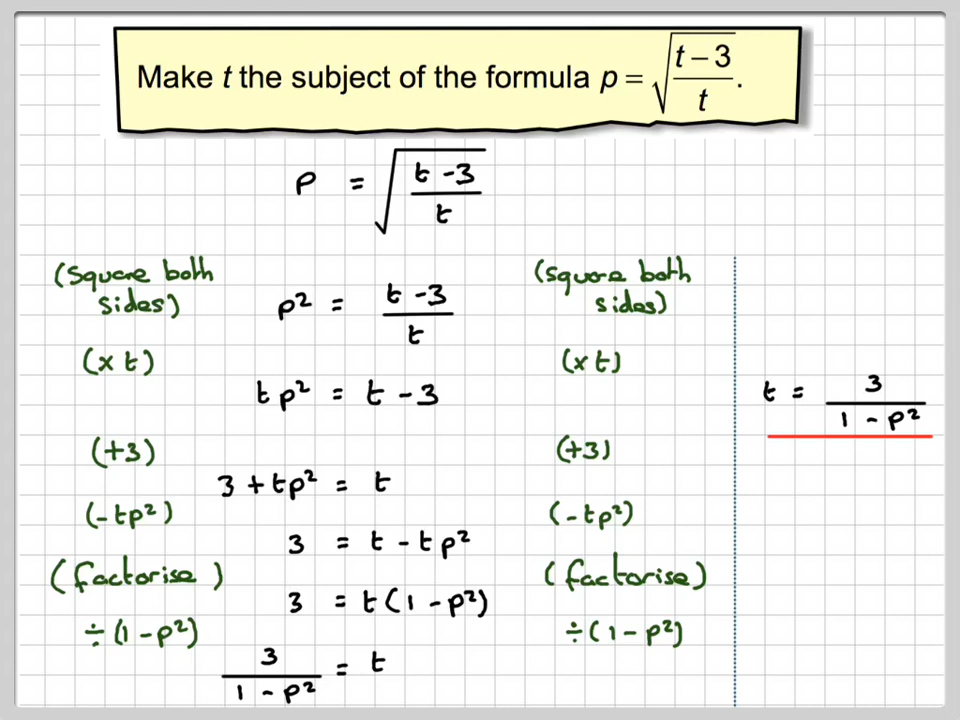 Make t the subject of the formula p = √((t – 3)/t).
p = √((t - 3)/t)
(square both sides) p² = (t - 3)/t (square both sides)
(× t) (× t)
tp² = t - 3
(+3) (+3)
3 + tp² = t
(- tp²) (- tp²)
3 = t - tp²
(factorise) (factorise)
3 = t(1 - p²)
÷(1 - p²) ÷(1 - p²)
3/(1 - p²) = t
t = 3/(1 - p²)